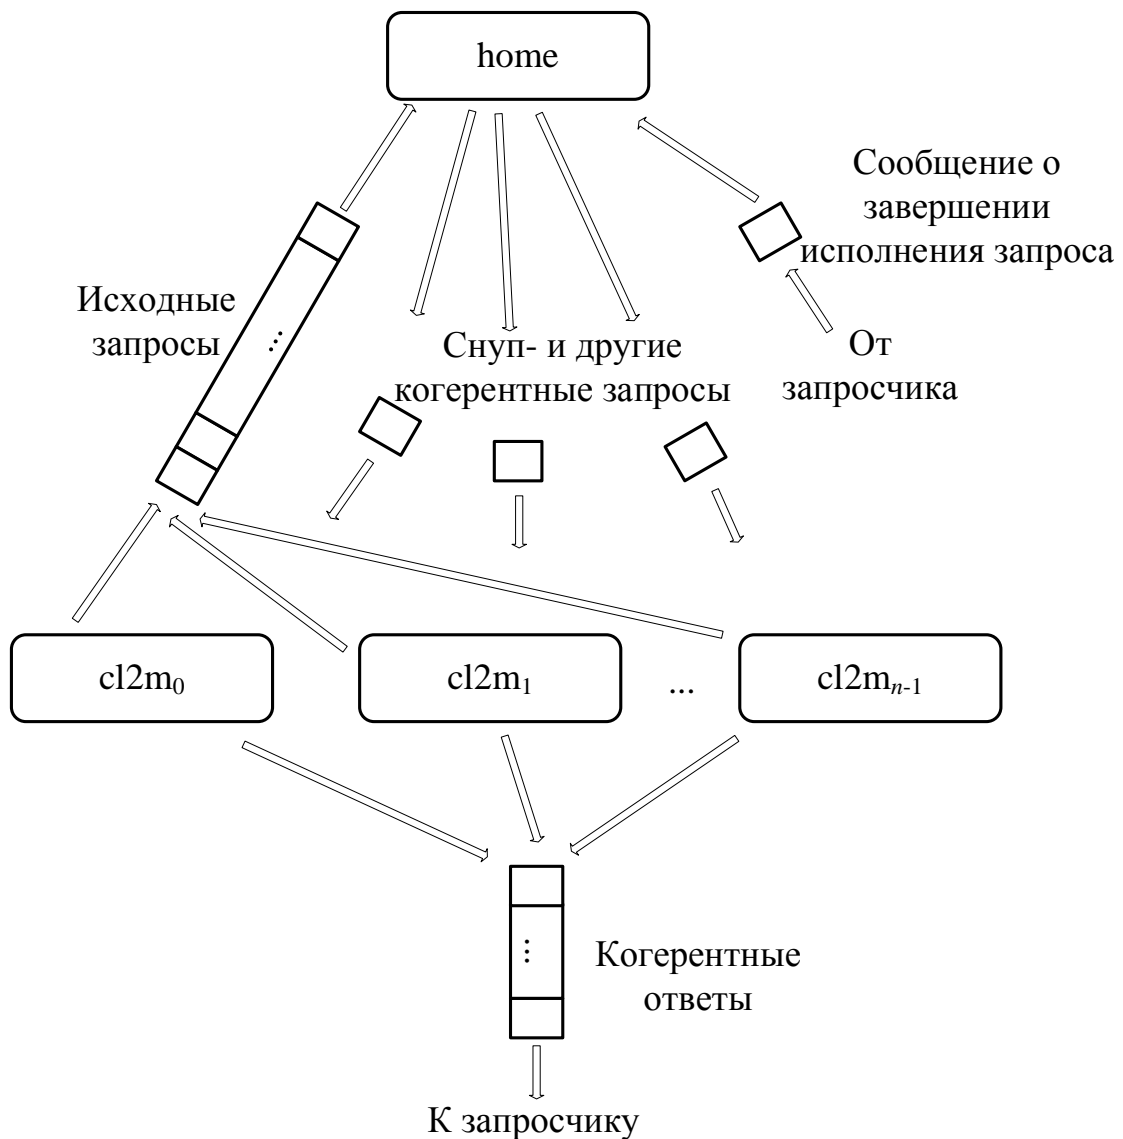 home
Сообщение о
завершении
исполнения запроса
Исходные
запросы
...
Снуп- и другие
когерентные запросы
От
запросчика
cl2m0
cl2m1
...
cl2mn-1
...
Когерентные
ответы
К запросчику